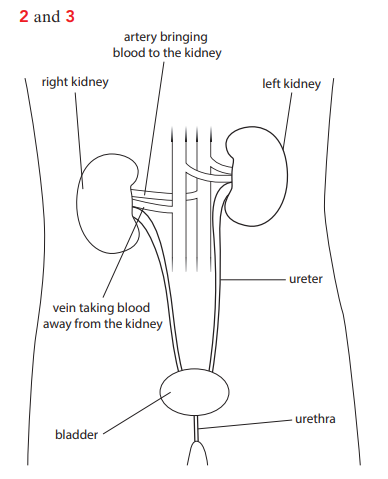 2 and 3
artery bringing
blood to the kidney
right kidney
left kidney
ureter
vein taking blood
away from the kidney
urethra
bladder